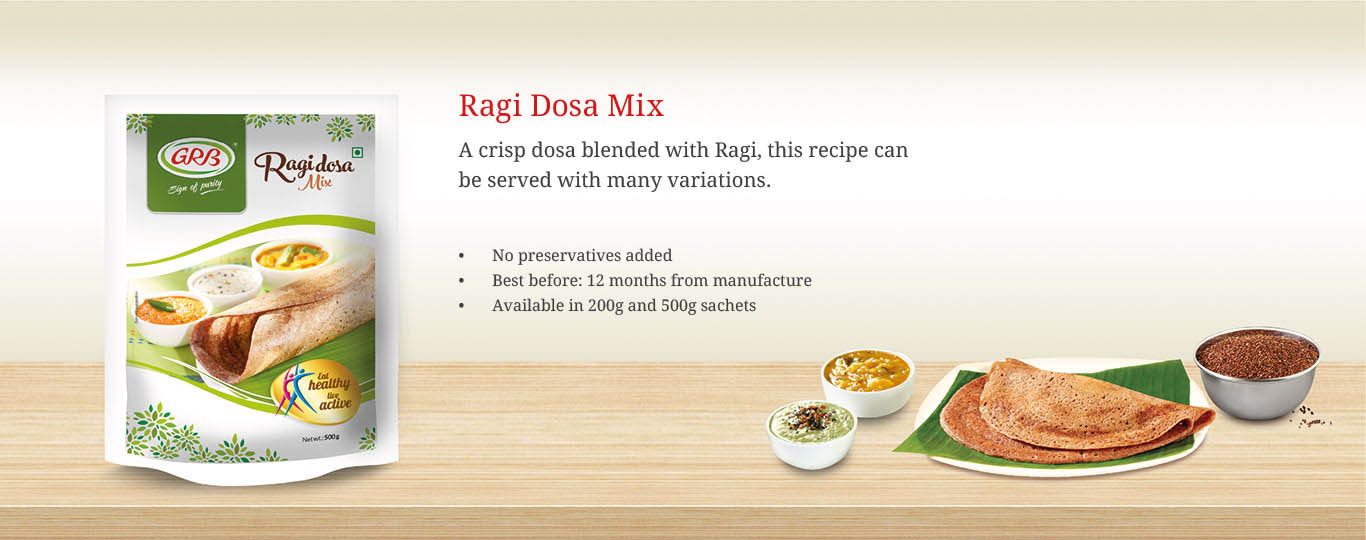 GRB
Sign of purity
Ragi dosa
Mix
Eat
healthy
live
active
Net wt.: 500 g
Ragi Dosa Mix
A crisp dosa blended with Ragi, this recipe can
be served with many variations.
• No preservatives added
• Best before: 12 months from manufacture
• Available in 200g and 500g sachets